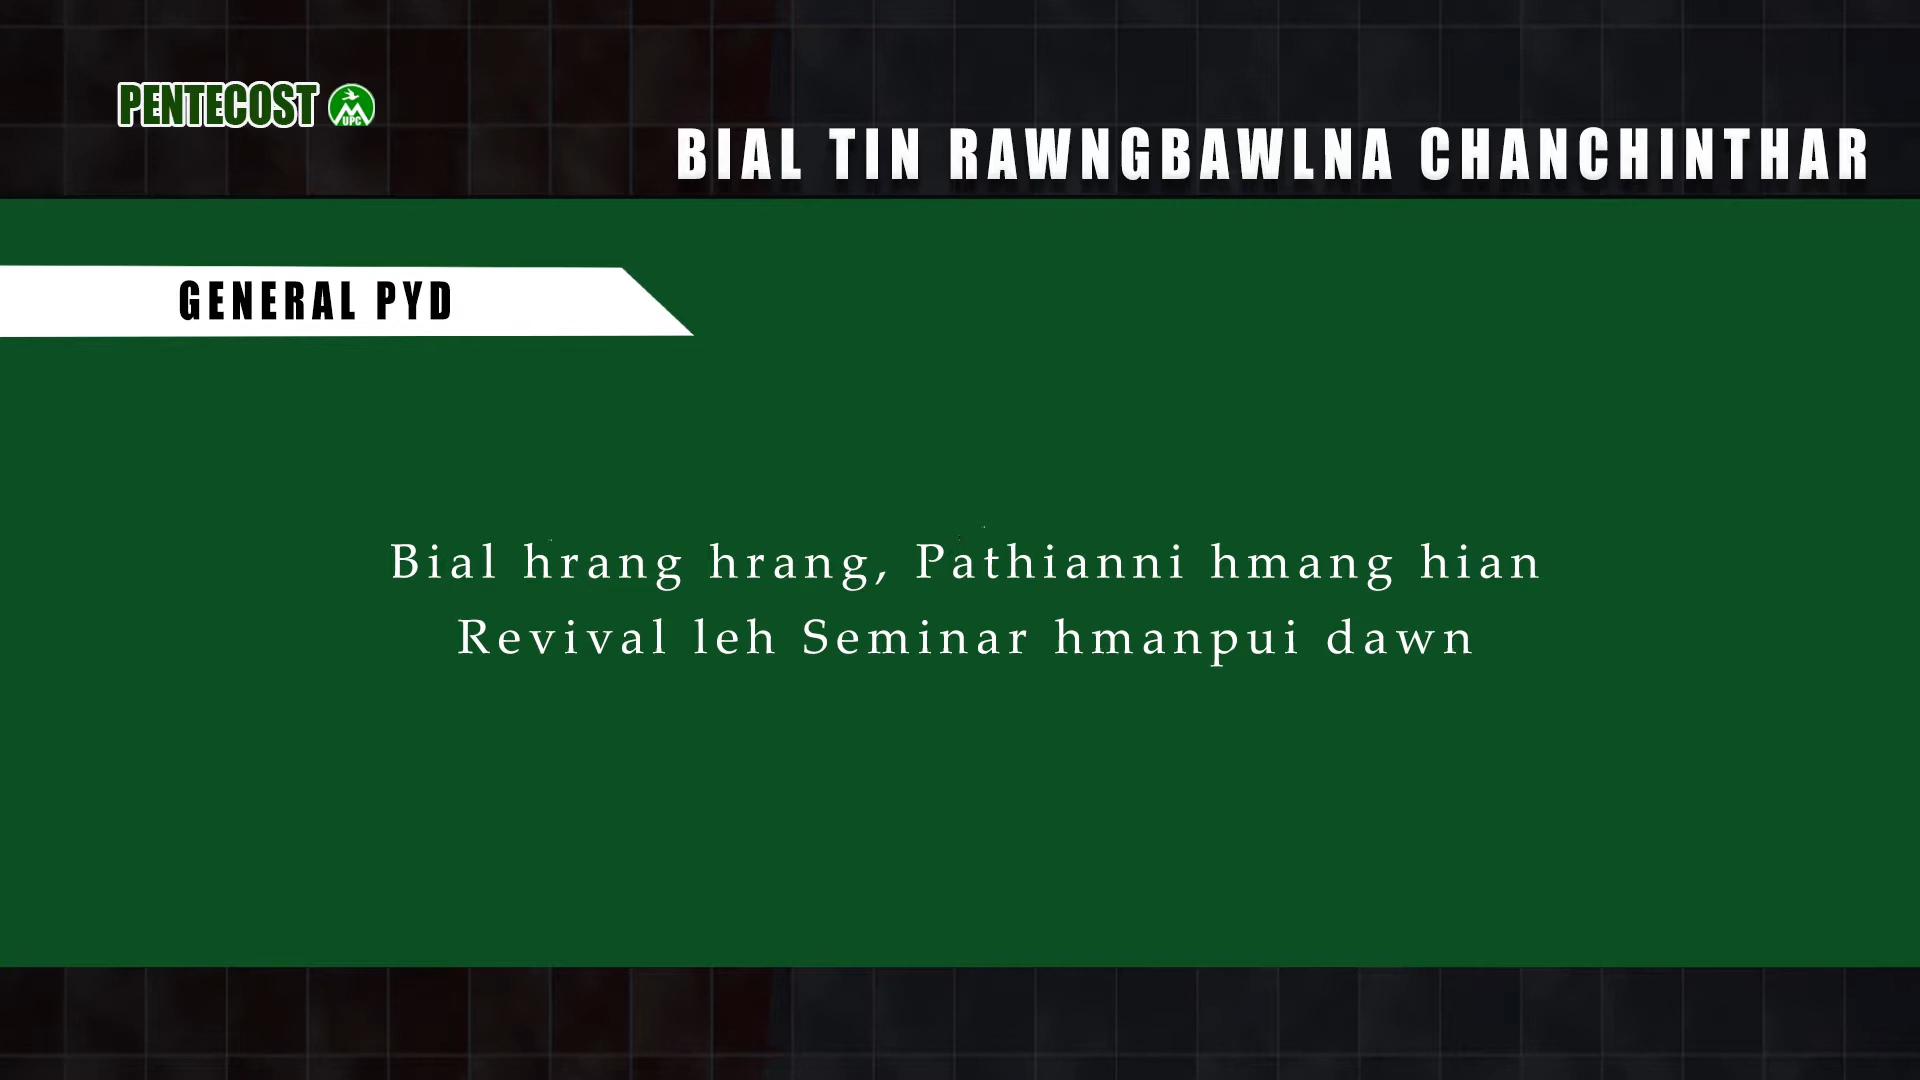 PENTECOST
UPC
BIAL TIN RAWNGBAWLNA CHANCHINTHAR
GENERAL PYD
Bial hrang hrang, Pathianni hmang hian
Revival leh Seminar hmanpui dawn